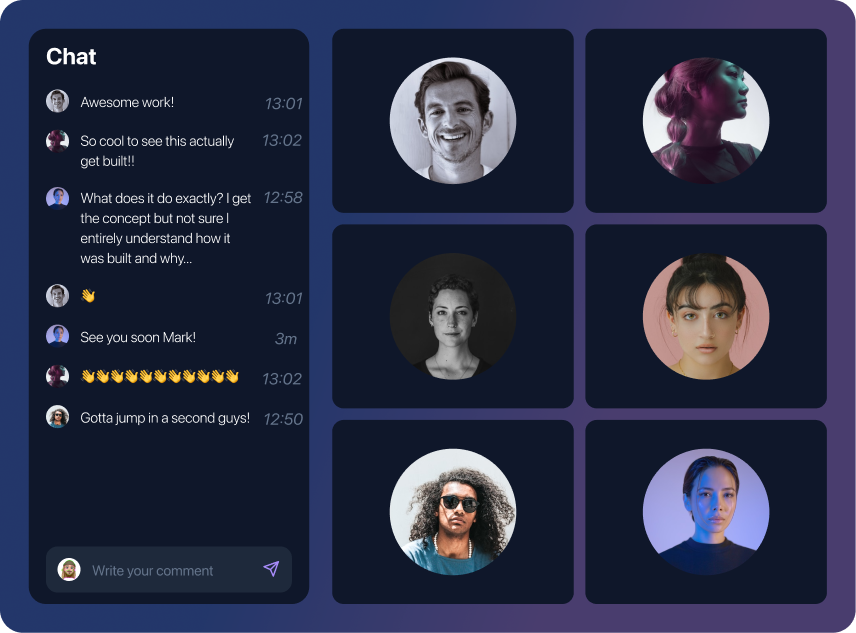 Chat
Awesome work! 13:01
So cool to see this actually 13:02
get built!!
What does it do exactly? I get 12:58
the concept but not sure I
entirely understand how it
was built and why...
👋 13:01
See you soon Mark! 3m
👋👋👋👋👋👋👋👋👋👋👋 13:02
Gotta jump in a second guys! 12:50
Write your comment